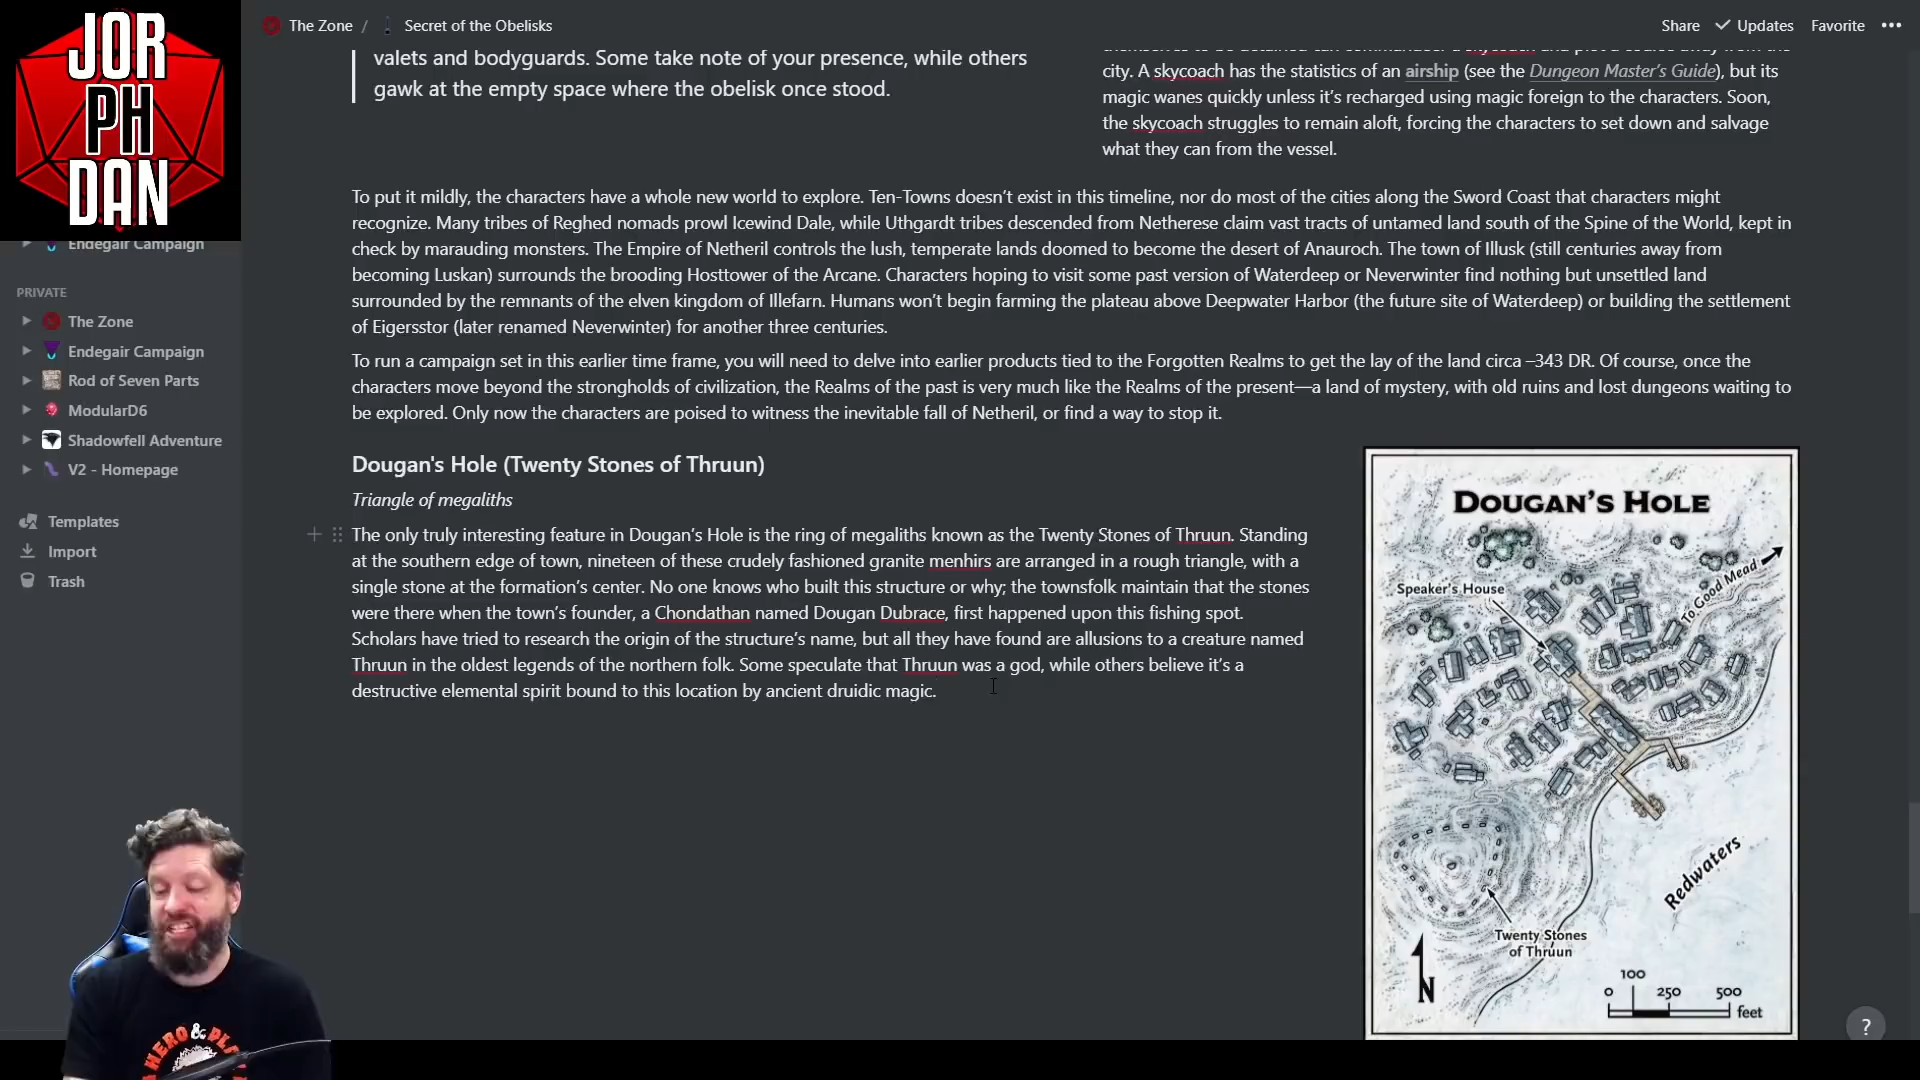 JOR
PH
DAN
The Zone / Secret of the Obelisks
Share Updates Favorite
valets and bodyguards. Some take note of your presence, while others
gawk at the empty space where the obelisk once stood.
city. A skycoach has the statistics of an airship (see the Dungeon Master's Guide), but its
magic wanes quickly unless it's recharged using magic foreign to the characters. Soon,
the skycoach struggles to remain aloft, forcing the characters to set down and salvage
what they can from the vessel.
Endegair Campaign
PRIVATE
The Zone
Endegair Campaign
Rod of Seven Parts
ModularD6
Shadowfell Adventure
V2 - Homepage
Templates
Import
Trash
To put it mildly, the characters have a whole new world to explore. Ten-Towns doesn't exist in this timeline, nor do most of the cities along the Sword Coast that characters might
recognize. Many tribes of Reghed nomads prowl Icewind Dale, while Uthgardt tribes descended from Netherese claim vast tracts of untamed land south of the Spine of the World, kept in
check by marauding monsters. The Empire of Netheril controls the lush, temperate lands doomed to become the desert of Anauroch. The town of Illusk (still centuries away from
becoming Luskan) surrounds the brooding Hosttower of the Arcane. Characters hoping to visit some past version of Waterdeep or Neverwinter find nothing but unsettled land
surrounded by the remnants of the elven kingdom of Illefarn. Humans won't begin farming the plateau above Deepwater Harbor (the future site of Waterdeep) or building the settlement
of Eigersstor (later renamed Neverwinter) for another three centuries.
To run a campaign set in this earlier time frame, you will need to delve into earlier products tied to the Forgotten Realms to get the lay of the land circa –343 DR. Of course, once the
characters move beyond the strongholds of civilization, the Realms of the past is very much like the Realms of the present—a land of mystery, with old ruins and lost dungeons waiting to
be explored. Only now the characters are poised to witness the inevitable fall of Netheril, or find a way to stop it.
Dougan's Hole (Twenty Stones of Thruun)
Triangle of megaliths
The only truly interesting feature in Dougan's Hole is the ring of megaliths known as the Twenty Stones of Thruun. Standing
at the southern edge of town, nineteen of these crudely fashioned granite menhirs are arranged in a rough triangle, with a
single stone at the formation's center. No one knows who built this structure or why; the townsfolk maintain that the stones
were there when the town's founder, a Chondathan named Dougan Dubrace, first happened upon this fishing spot.
Scholars have tried to research the origin of the structure's name, but all they have found are allusions to a creature named
Thruun in the oldest legends of the northern folk. Some speculate that Thruun was a god, while others believe it's a
destructive elemental spirit bound to this location by ancient druidic magic.
DOUGAN'S HOLE
Speaker's House
To Good Mead
Redwaters
Twenty Stones
of Thruun
N
100
0 250 500
feet
?
HERO &